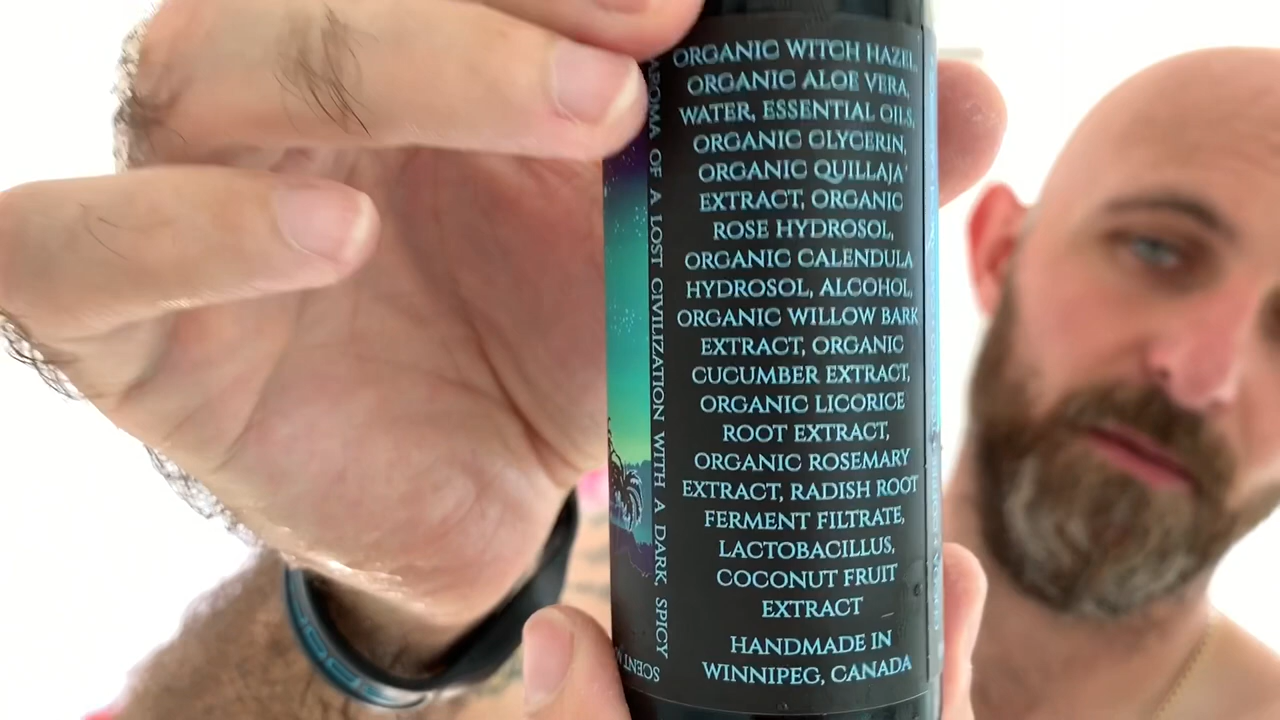 ORGANIC WITCH HAZEL,
ORGANIC ALOE VERA,
WATER, ESSENTIAL OILS,
ORGANIC GLYCERIN,
ORGANIC QUILLAJA
EXTRACT, ORGANIC
ROSE HYDROSOL,
ORGANIC CALENDULA
HYDROSOL, ALCOHOL,
ORGANIC WILLOW BARK
EXTRACT, ORGANIC
CUCUMBER EXTRACT,
ORGANIC LICORICE
ROOT EXTRACT,
ORGANIC ROSEMARY
EXTRACT, RADISH ROOT
FERMENT FILTRATE,
LACTOBACILLUS,
COCONUT FRUIT
EXTRACT
HANDMADE IN
WINNIPEG, CANADA
AROMA OF A LOST CIVILIZATION WITH A DARK SPICY
SCENT